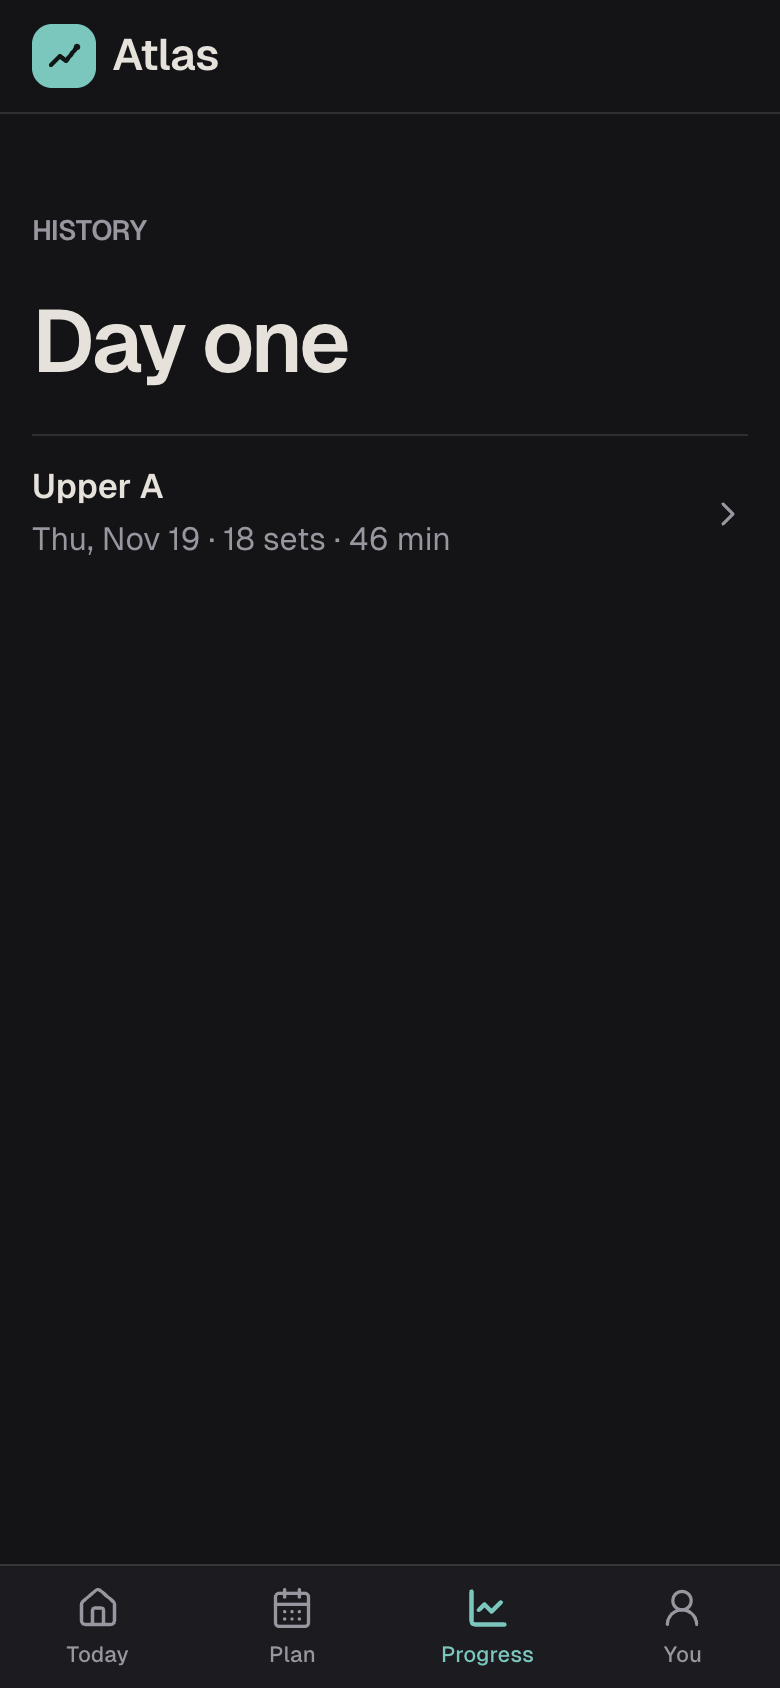 Atlas
HISTORY
Day one
Upper A
Thu, Nov 19 · 18 sets · 46 min
Today
Plan
Progress
You